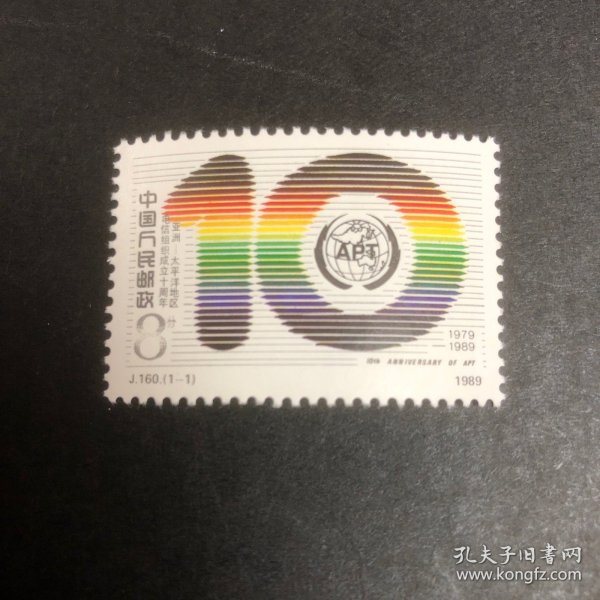 中国人民邮政
8分
亚洲—太平洋地区
电信组织成立十周年
10
APT
1979
1989
10th ANNIVERSARY OF APT
J.160.(1-1)
1989
孔夫子旧书网
www.kongfz.com